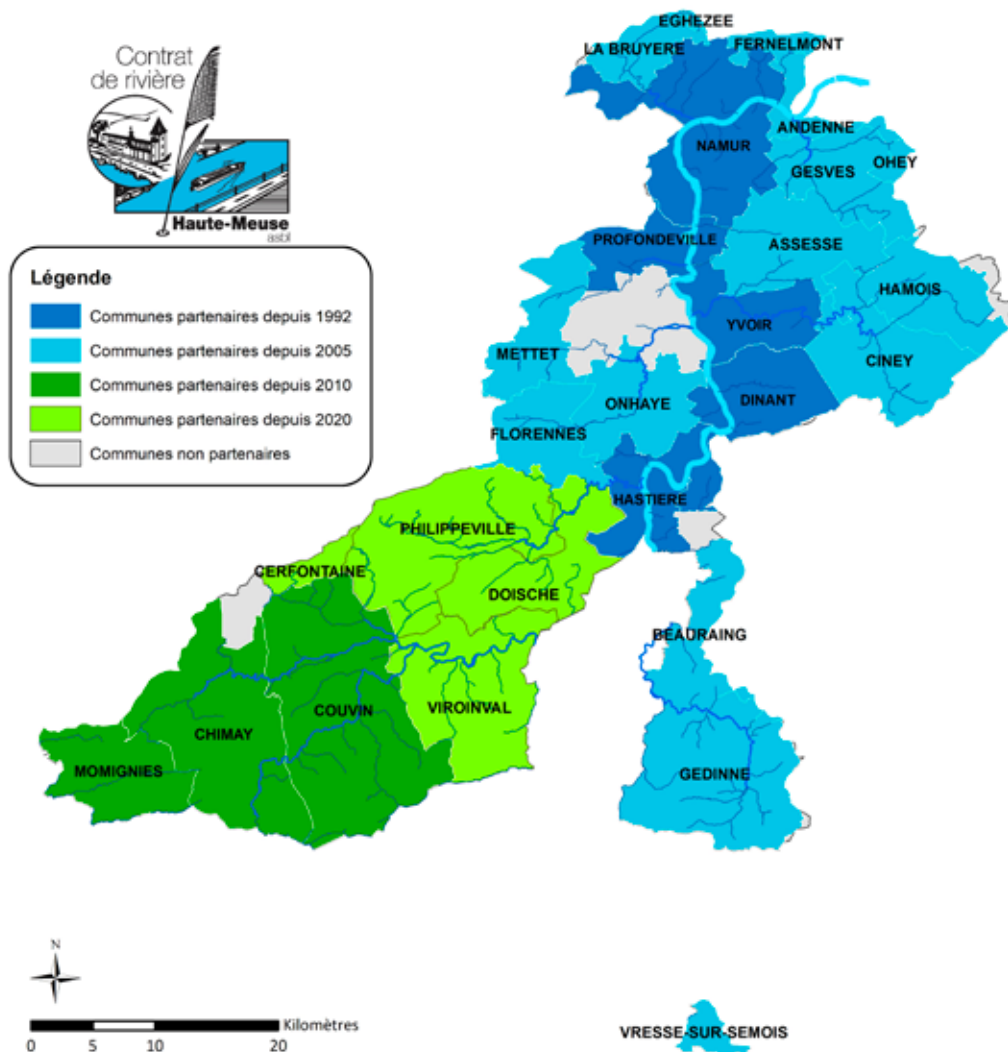 Contrat
de rivière
Haute-Meuse
asbl
Légende
Communes partenaires depuis 1992
Communes partenaires depuis 2005
Communes partenaires depuis 2010
Communes partenaires depuis 2020
Communes non partenaires
EGHEZEE
LA BRUYERE
FERNELMONT
ANDENNE
NAMUR
OHEY
GESVES
PROFONDEVILLE
ASSESSE
HAMOIS
YVOIR
METTET
CINEY
ONHAYE
DINANT
FLORENNES
HASTIERE
PHILIPPEVILLE
CERFONTAINE
DOISCHE
BEAURAING
VIROINVAL
COUVIN
CHIMAY
MOMIGNIES
GEDINNE
N
Kilomètres
0 5 10 20
VRESSE-SUR-SEMOIS